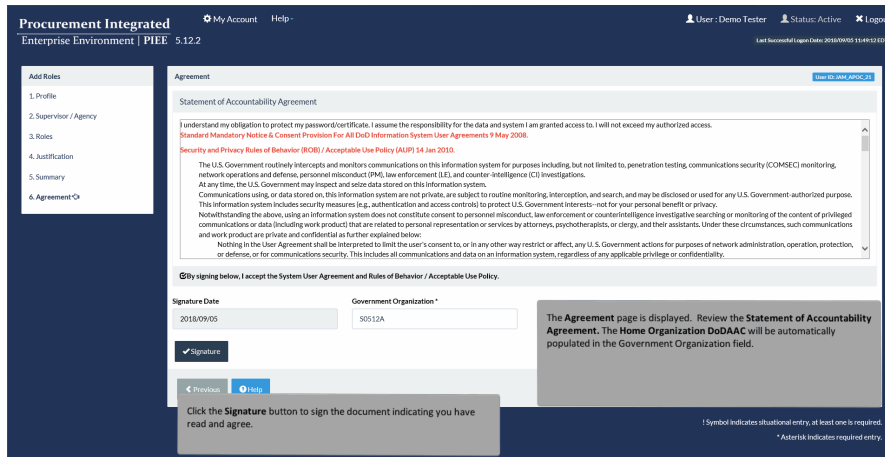 Procurement Integrated
Enterprise Environment | PIEE 5.12.2
My Account Help
User : Demo Tester Status: Active Logou
Last Successful Logon Date: 2018/09/05 11:49:12 EDT
Add Roles
1. Profile
2. Supervisor / Agency
3. Roles
4. Justification
5. Summary
6. Agreement
Agreement
User ID: JAM_APOC_21
Statement of Accountability Agreement
I understand my obligation to protect my password/certificate. I assume the responsibility for the data and system I am granted access to. I will not exceed my authorized access.
Standard Mandatory Notice & Consent Provision For All DoD Information System User Agreements 9 May 2008.
Security and Privacy Rules of Behavior (ROB) / Acceptable Use Policy (AUP) 14 Jan 2010.
The U.S. Government routinely intercepts and monitors communications on this information system for purposes including, but not limited to, penetration testing, communications security (COMSEC) monitoring,
network operations and defense, personnel misconduct (PM), law enforcement (LE), and counter-intelligence (CI) investigations.
At any time, the U.S. Government may inspect and seize data stored on this information system.
Communications using, or data stored on, this information system are not private, are subject to routine monitoring, interception, and search, and may be disclosed or used for any U.S. Government-authorized purpose.
This information system includes security measures (e.g., authentication and access controls) to protect U.S. Government interests--not for your personal benefit or privacy.
Notwithstanding the above, using an information system does not constitute consent to personnel misconduct, law enforcement or counterintelligence investigative searching or monitoring of the content of privileged
communications or data (including work product) that are related to personal representation or services by attorneys, psychotherapists, or clergy, and their assistants. Under these circumstances, such communications
and work product are private and confidential as further explained below:
Nothing in the User Agreement shall be interpreted to limit the user's consent to, or in any other way restrict or affect, any U. S. Government actions for purposes of network administration, operation, protection,
or defense, or for communications security. This includes all communications and data on an information system, regardless of any applicable privilege or confidentiality.
By signing below, I accept the System User Agreement and Rules of Behavior / Acceptable Use Policy.
Signature Date
2018/09/05
Government Organization *
S0512A
Signature
Previous
Help
The Agreement page is displayed. Review the Statement of Accountability
Agreement. The Home Organization DoDAAC will be automatically
populated in the Government Organization field.
Click the Signature button to sign the document indicating you have
read and agree.
! Symbol indicates situational entry, at least one is required.
* Asterisk indicates required entry.